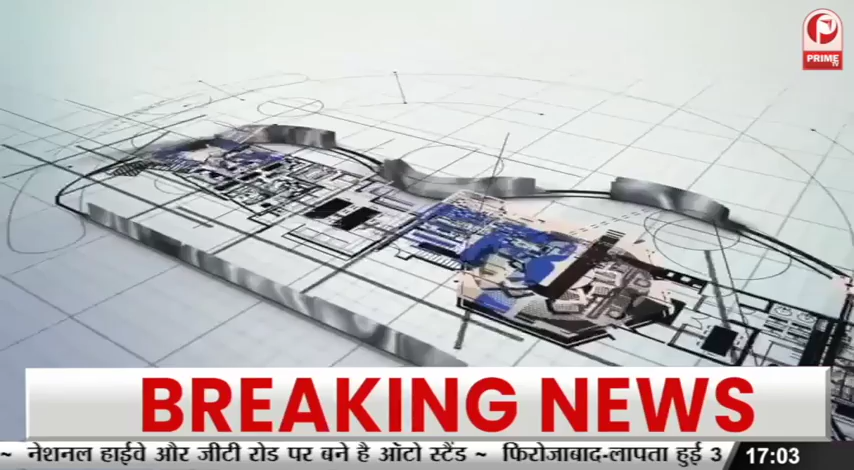 PRIME
TV
BREAKING NEWS
~ नेशनल हाईवे और जीटी रोड पर बने है ऑटो स्टैंड ~ फिरोजाबाद-लापता हुई 3
17:03